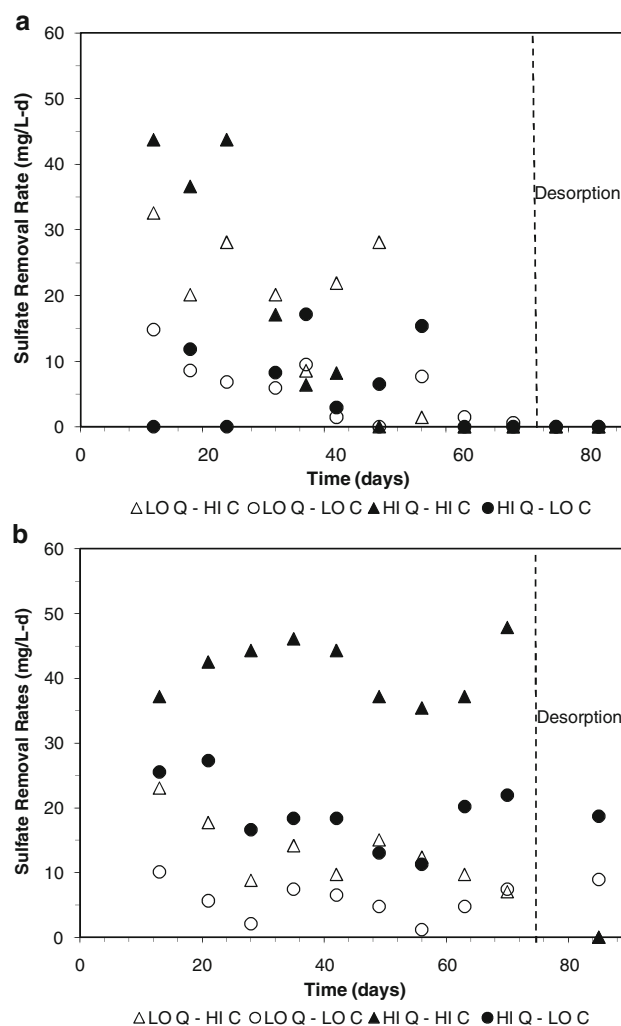 a
60
50
40
30
20
10
0
Sulfate Removal Rate (mg/L-d)
Desorption
0 20 40 60 80
Time (days)
△LO Q - HI C ○LO Q - LO C ▲HI Q - HI C ●HI Q - LO C
b
60
50
40
30
20
10
0
Sulfate Removal Rates (mg/L-d)
Desorption
0 20 40 60 80
Time (days)
△LO Q - HI C ○LO Q - LO C ▲HI Q - HI C ●HI Q - LO C